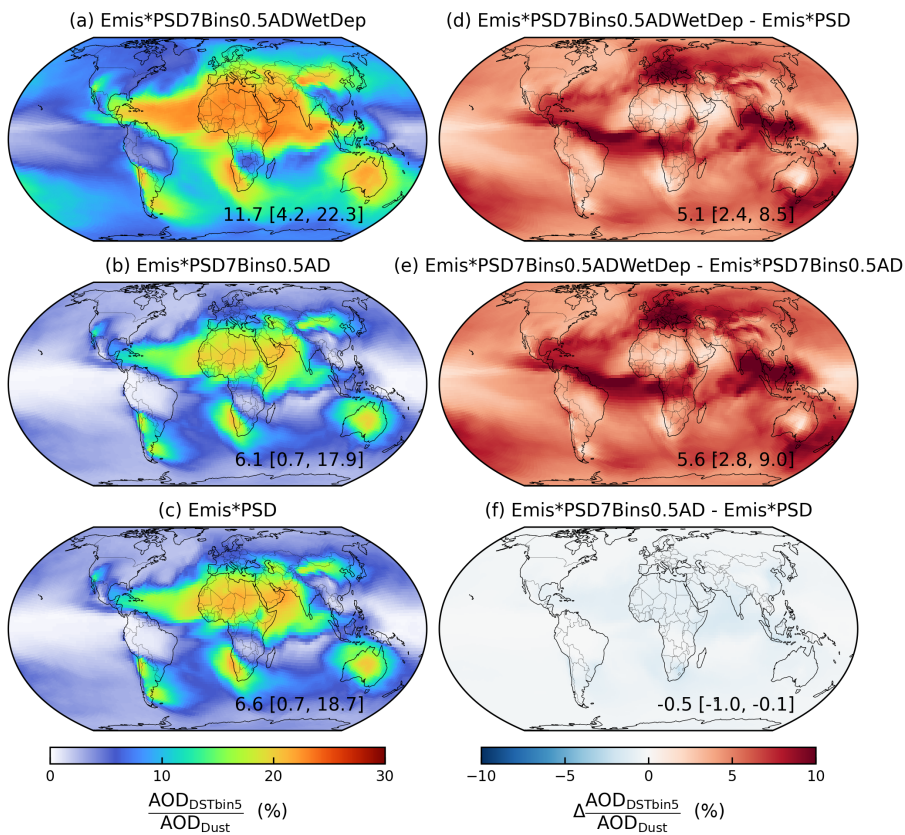 (a) Emis*PSD7Bins0.5ADWetDep
(d) Emis*PSD7Bins0.5ADWetDep - Emis*PSD
11.7 [4.2, 22.3]
5.1 [2.4, 8.5]
(b) Emis*PSD7Bins0.5AD
(e) Emis*PSD7Bins0.5ADWetDep - Emis*PSD7Bins0.5AD
6.1 [0.7, 17.9]
5.6 [2.8, 9.0]
(c) Emis*PSD
(f) Emis*PSD7Bins0.5AD - Emis*PSD
6.6 [0.7, 18.7]
-0.5 [-1.0, -0.1]
0 10 20 30
−10 −5 0 5 10
AOD_DSTbin5
AOD_Dust (%)
ΔAOD_DSTbin5
AOD_Dust (%)